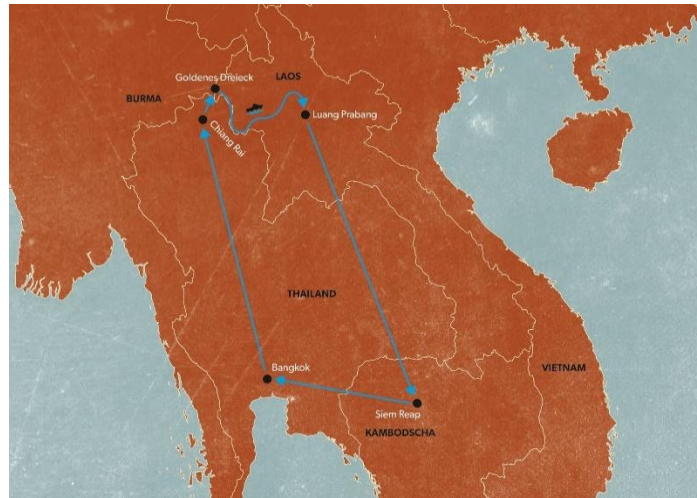 Goldenes Dreieck
LAOS
BURMA
Luang Prabang
Chiang Rai
THAILAND
Bangkok
VIETNAM
Siem Reap
KAMBODSCHA